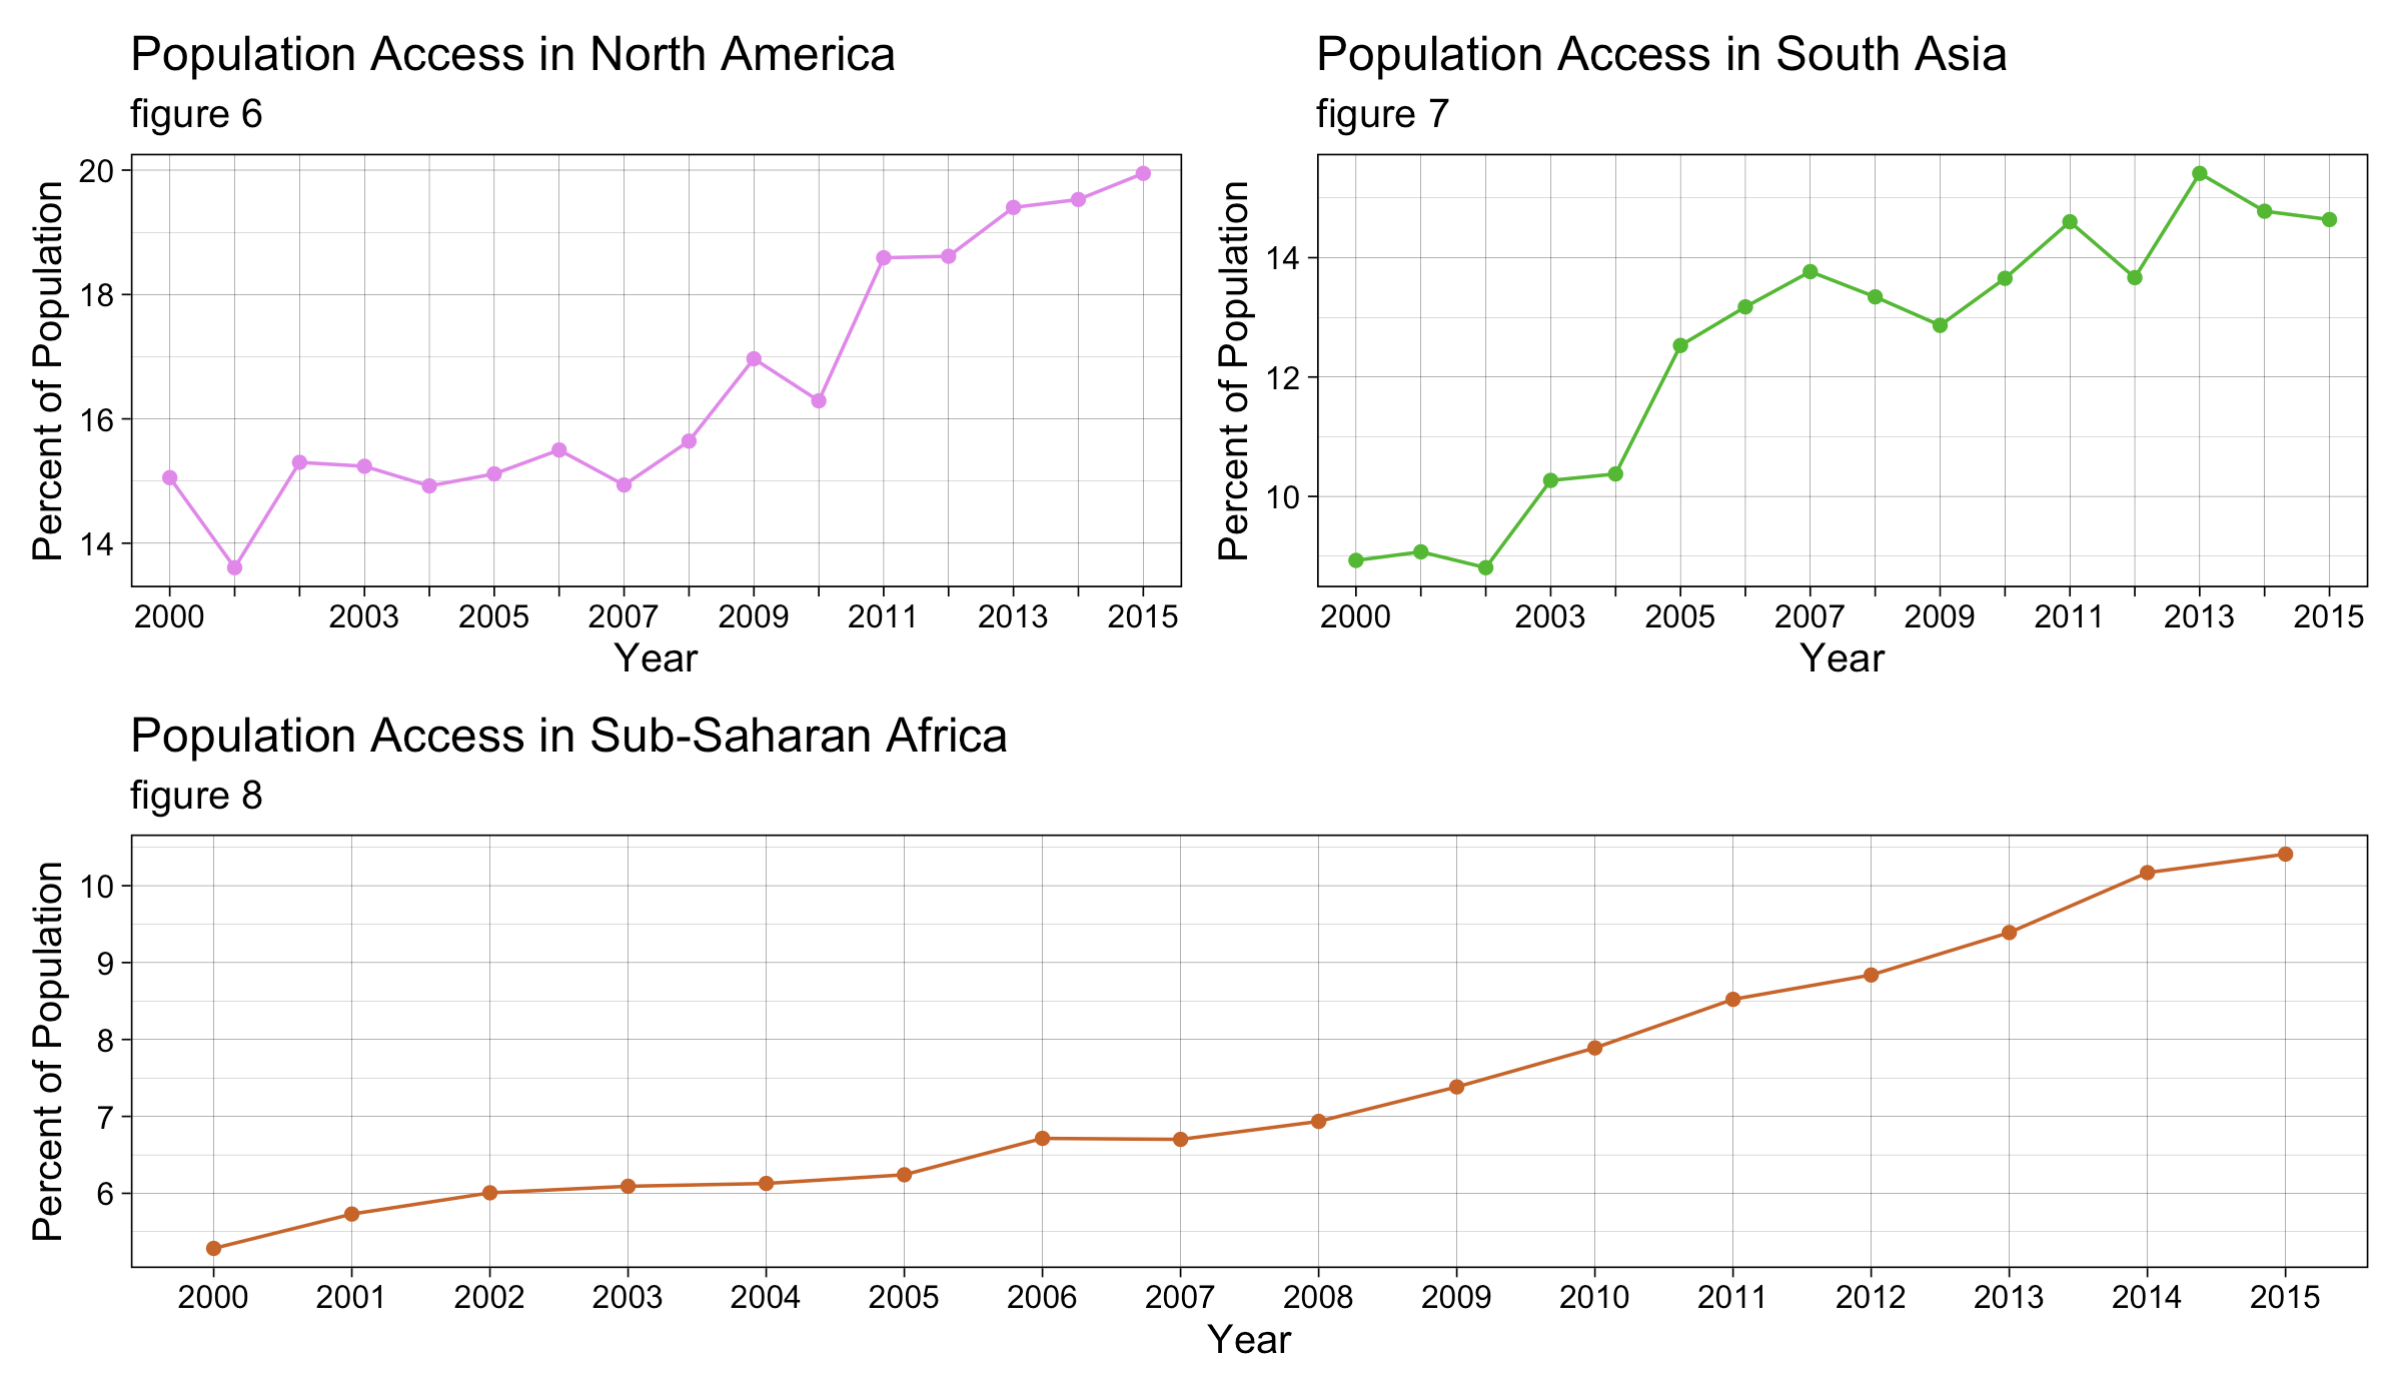 Population Access in North America
figure 6
Percent of Population
20
18
16
14
2000 2003 2005 2007 2009 2011 2013 2015
Year
Population Access in South Asia
figure 7
Percent of Population
14
12
10
2000 2003 2005 2007 2009 2011 2013 2015
Year
Population Access in Sub-Saharan Africa
figure 8
Percent of Population
10
9
8
7
6
2000 2001 2002 2003 2004 2005 2006 2007 2008 2009 2010 2011 2012 2013 2014 2015
Year